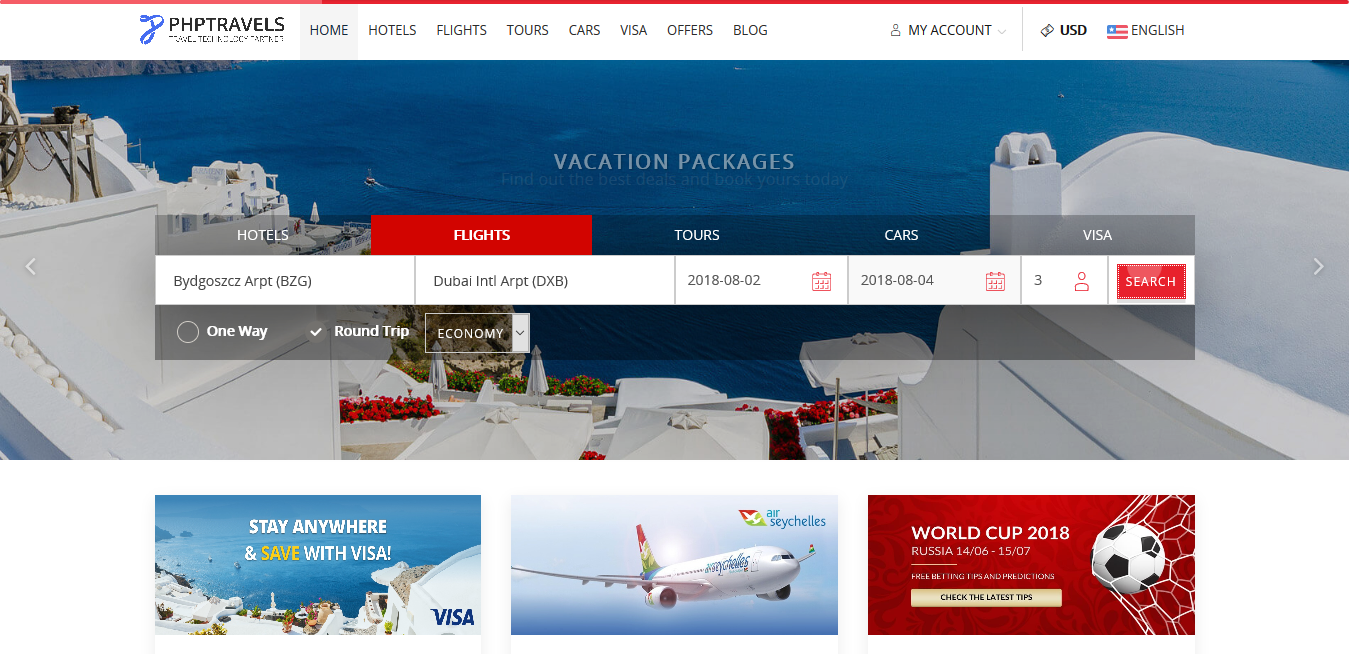 PHPTRAVELS
TRAVEL TECHNOLOGY PARTNER
HOME HOTELS FLIGHTS TOURS CARS VISA OFFERS BLOG MY ACCOUNT USD ENGLISH
VACATION PACKAGES
Find out the best deals and book yours today
HOTELS FLIGHTS TOURS CARS VISA
Bydgoszcz Arpt (BZG) Dubai Intl Arpt (DXB) 2018-08-02 2018-08-04 3 SEARCH
One Way Round Trip ECONOMY
STAY ANYWHERE
& SAVE WITH VISA!
VISA
air
seychelles
airseychelles
WORLD CUP 2018
RUSSIA 14/06 - 15/07
FREE BETTING TIPS AND PREDICTIONS
CHECK THE LATEST TIPS